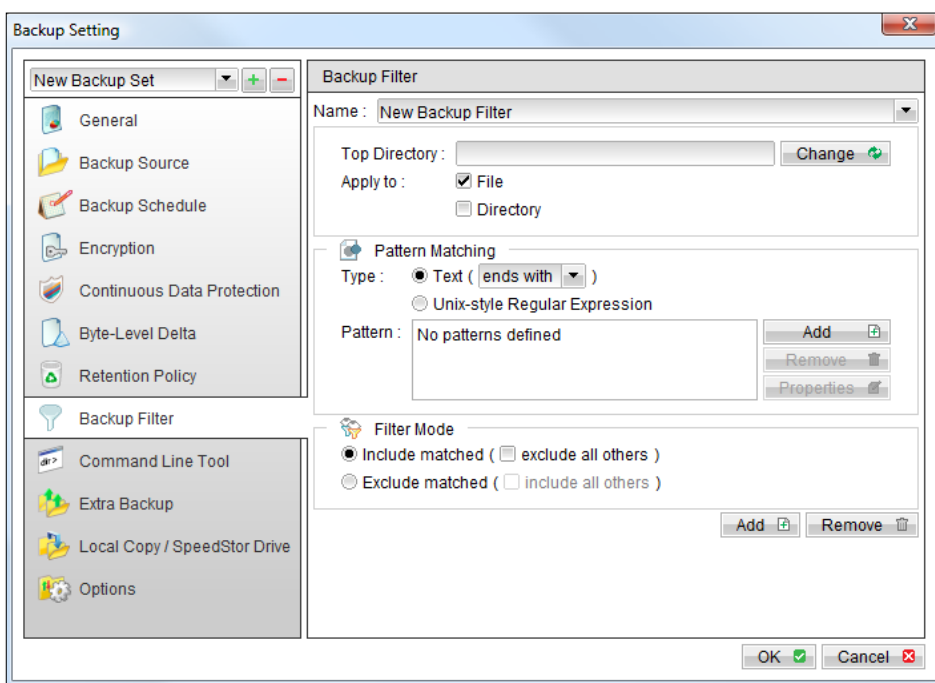 Backup Setting
New Backup Set
General
Backup Source
Backup Schedule
Encryption
Continuous Data Protection
Byte-Level Delta
Retention Policy
Backup Filter
Command Line Tool
Extra Backup
Local Copy / SpeedStor Drive
Options
Backup Filter
Name : New Backup Filter
Top Directory : Change
Apply to : File
Directory
Pattern Matching
Type : Text ( ends with )
Unix-style Regular Expression
Pattern : No patterns defined
Add
Remove
Properties
Filter Mode
Include matched ( exclude all others )
Exclude matched ( include all others )
Add Remove
OK Cancel